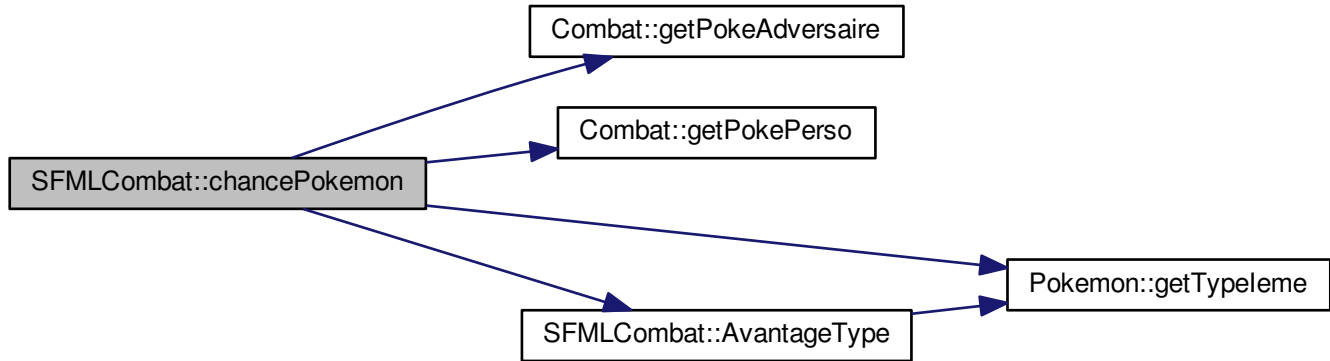 Combat::getPokeAdversaire
Combat::getPokePerso
SFMLCombat::chancePokemon
Pokemon::getTypeIeme
SFMLCombat::AvantageType